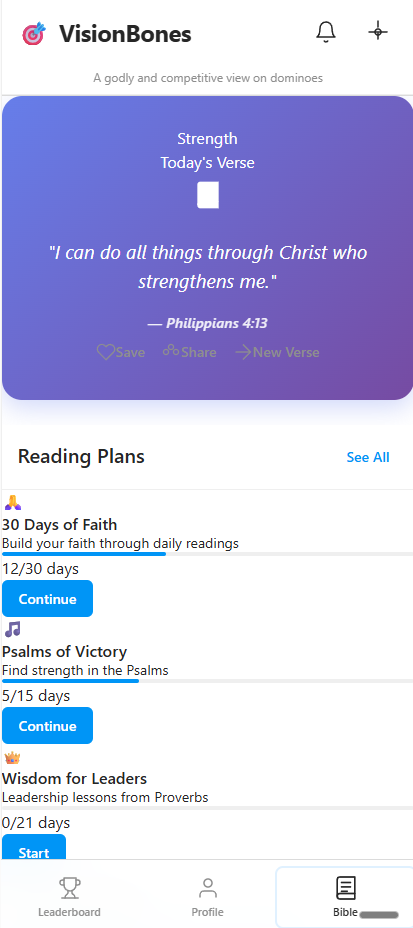 VisionBones
A godly and competitive view on dominoes
Strength
Today's Verse
"I can do all things through Christ who
strengthens me."
— Philippians 4:13
Save Share New Verse
Reading Plans See All
30 Days of Faith
Build your faith through daily readings
12/30 days
Continue
Psalms of Victory
Find strength in the Psalms
5/15 days
Continue
Wisdom for Leaders
Leadership lessons from Proverbs
0/21 days
Start
Leaderboard Profile Bible